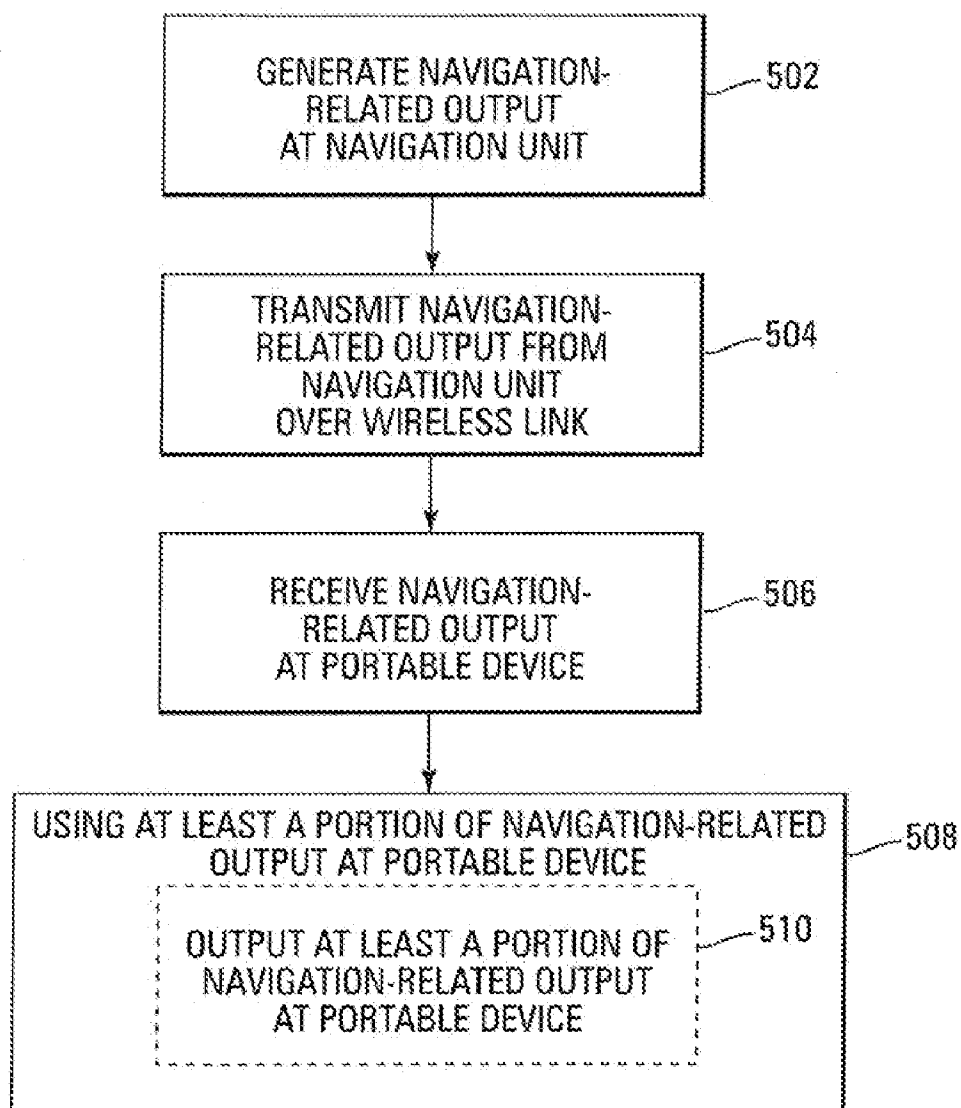 GENERATE NAVIGATION-
RELATED OUTPUT
AT NAVIGATION UNIT
502
TRANSMIT NAVIGATION-
RELATED OUTPUT FROM
NAVIGATION UNIT
OVER WIRELESS LINK
504
RECEIVE NAVIGATION-
RELATED OUTPUT
AT PORTABLE DEVICE
506
USING AT LEAST A PORTION OF NAVIGATION-RELATED
OUTPUT AT PORTABLE DEVICE
508
OUTPUT AT LEAST A PORTION OF
NAVIGATION-RELATED OUTPUT
AT PORTABLE DEVICE
510